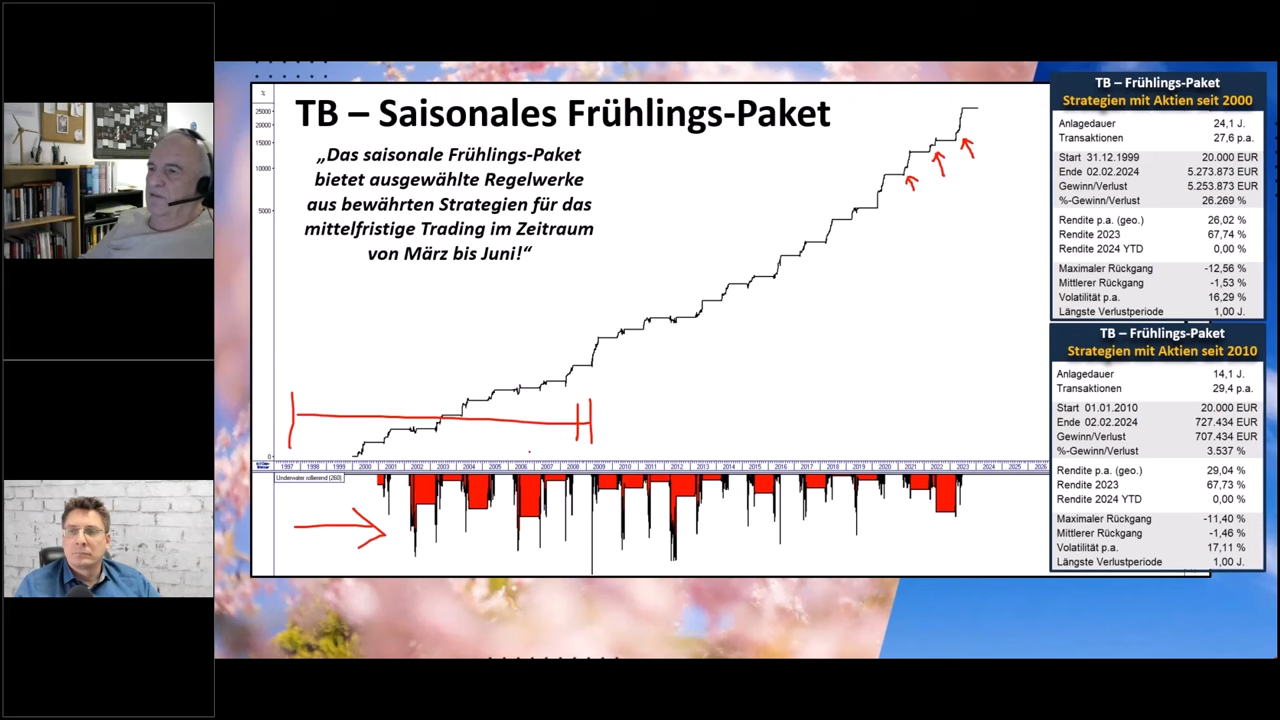 TB – Saisonales Frühlings-Paket
„Das saisonale Frühlings-Paket
bietet ausgewählte Regelwerke
aus bewährten Strategien für das
mittelfristige Trading im Zeitraum
von März bis Juni!“
%
25000
20000
15000
10000
5000
0
1997 1998 1999 2000 2001 2002 2003 2004 2005 2006 2007 2008 2009 2010 2011 2012 2013 2014 2015 2016 2017 2018 2019 2020 2021 2022 2023 2024 2025 2026
Underwater rollierend (260)
TB – Frühlings-Paket
Strategien mit Aktien seit 2000
Anlagedauer 24,1 J.
Transaktionen 27,6 p.a.
Start 31.12.1999 20.000 EUR
Ende 02.02.2024 5.273.873 EUR
Gewinn/Verlust 5.253.873 EUR
%-Gewinn/Verlust 26.269 %
Rendite p.a. (geo.) 26,02 %
Rendite 2023 67,74 %
Rendite 2024 YTD 0,00 %
Maximaler Rückgang -12,56 %
Mittlerer Rückgang -1,53 %
Volatilität p.a. 16,29 %
Längste Verlustperiode 1,00 J.
TB – Frühlings-Paket
Strategien mit Aktien seit 2010
Anlagedauer 14,1 J.
Transaktionen 29,4 p.a.
Start 01.01.2010 20.000 EUR
Ende 02.02.2024 727.434 EUR
Gewinn/Verlust 707.434 EUR
%-Gewinn/Verlust 3.537 %
Rendite p.a. (geo.) 29,04 %
Rendite 2023 67,73 %
Rendite 2024 YTD 0,00 %
Maximaler Rückgang -11,40 %
Mittlerer Rückgang -1,46 %
Volatilität p.a. 17,11 %
Längste Verlustperiode 1,00 J.